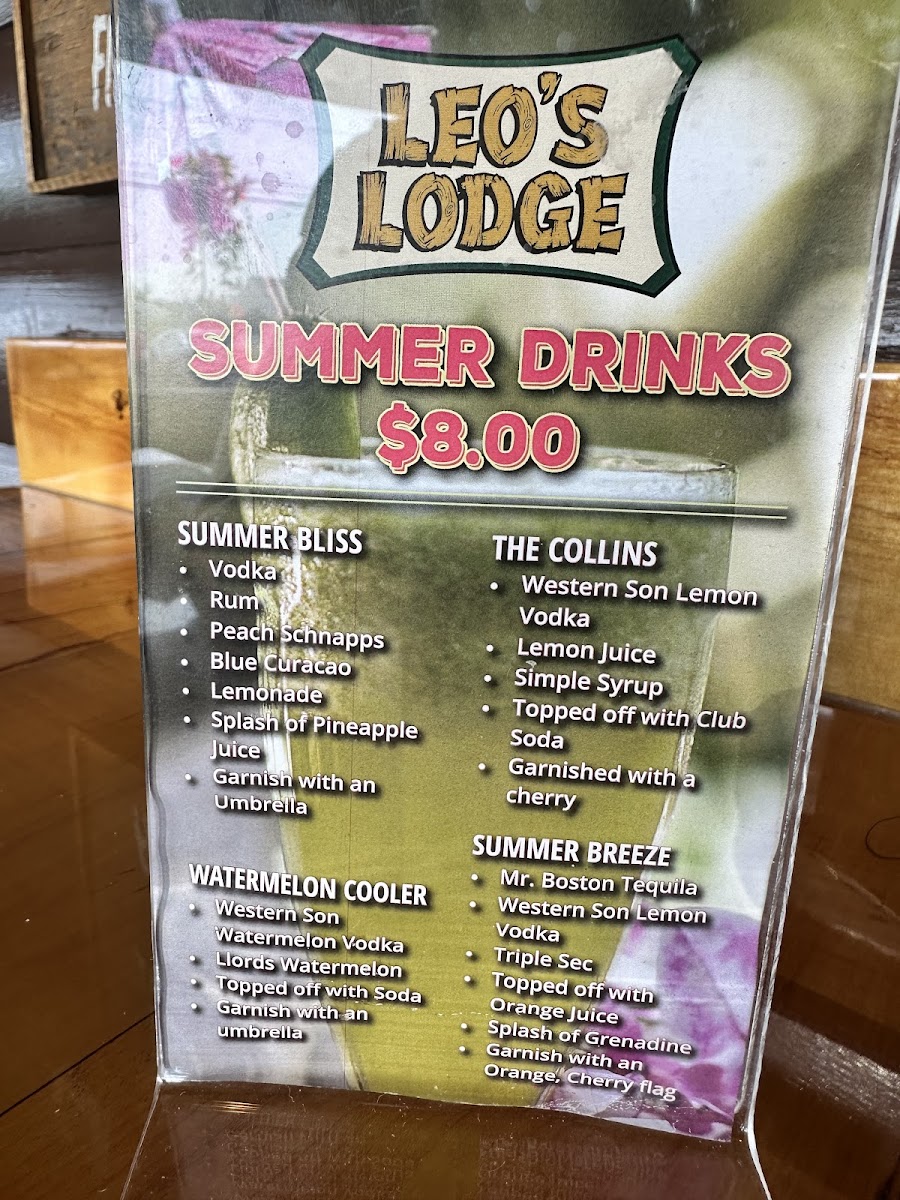 LEO'S
LODGE
SUMMER DRINKS
$8.00
SUMMER BLISS
• Vodka
• Rum
• Peach Schnapps
• Blue Curacao
• Lemonade
• Splash of Pineapple
Juice
• Garnish with an
Umbrella
WATERMELON COOLER
• Western Son
Watermelon Vodka
• Llords Watermelon
• Topped off with Soda
• Garnish with an
umbrella
THE COLLINS
• Western Son Lemon
Vodka
• Lemon Juice
• Simple Syrup
• Topped off with Club
Soda
• Garnished with a
cherry
SUMMER BREEZE
• Mr. Boston Tequila
• Western Son Lemon
Vodka
• Triple Sec
• Topped off with
Orange Juice
• Splash of Grenadine
• Garnish with an
Orange, Cherry flag